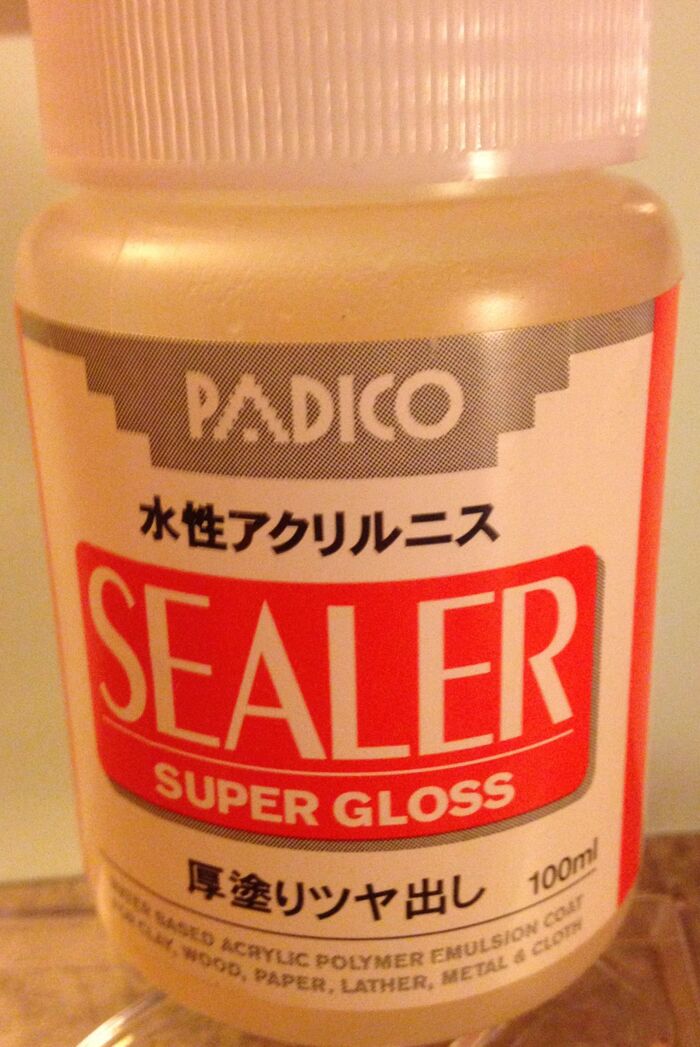 PADICO
水性アクリルニス
SEALER
SUPER GLOSS
厚塗りツヤ出し 100ml
WATER BASED ACRYLIC POLYMER EMULSION COAT
FOR CLAY, WOOD, PAPER, LATHER, METAL & CLOTH